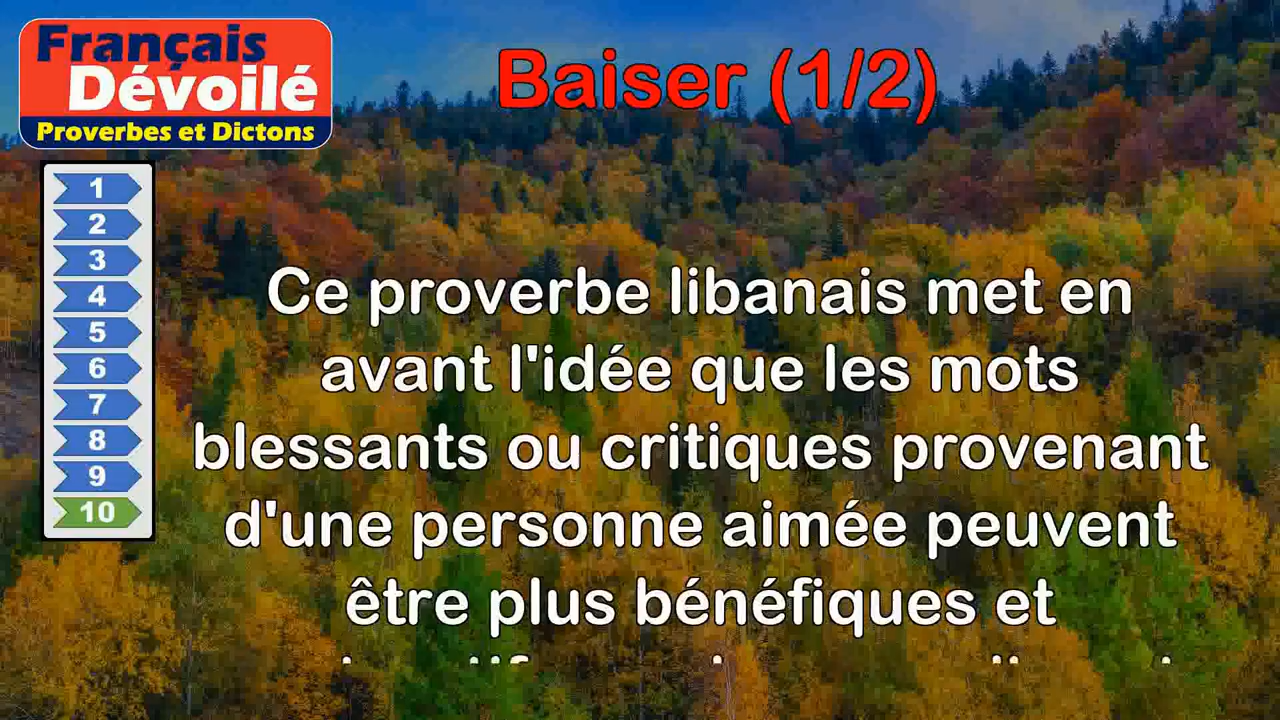 Français
Dévoilé
Proverbes et Dictons
Baiser (1/2)
1
2
3
4
5
6
7
8
9
10
Ce proverbe libanais met en
avant l'idée que les mots
blessants ou critiques provenant
d'une personne aimée peuvent
être plus bénéfiques et